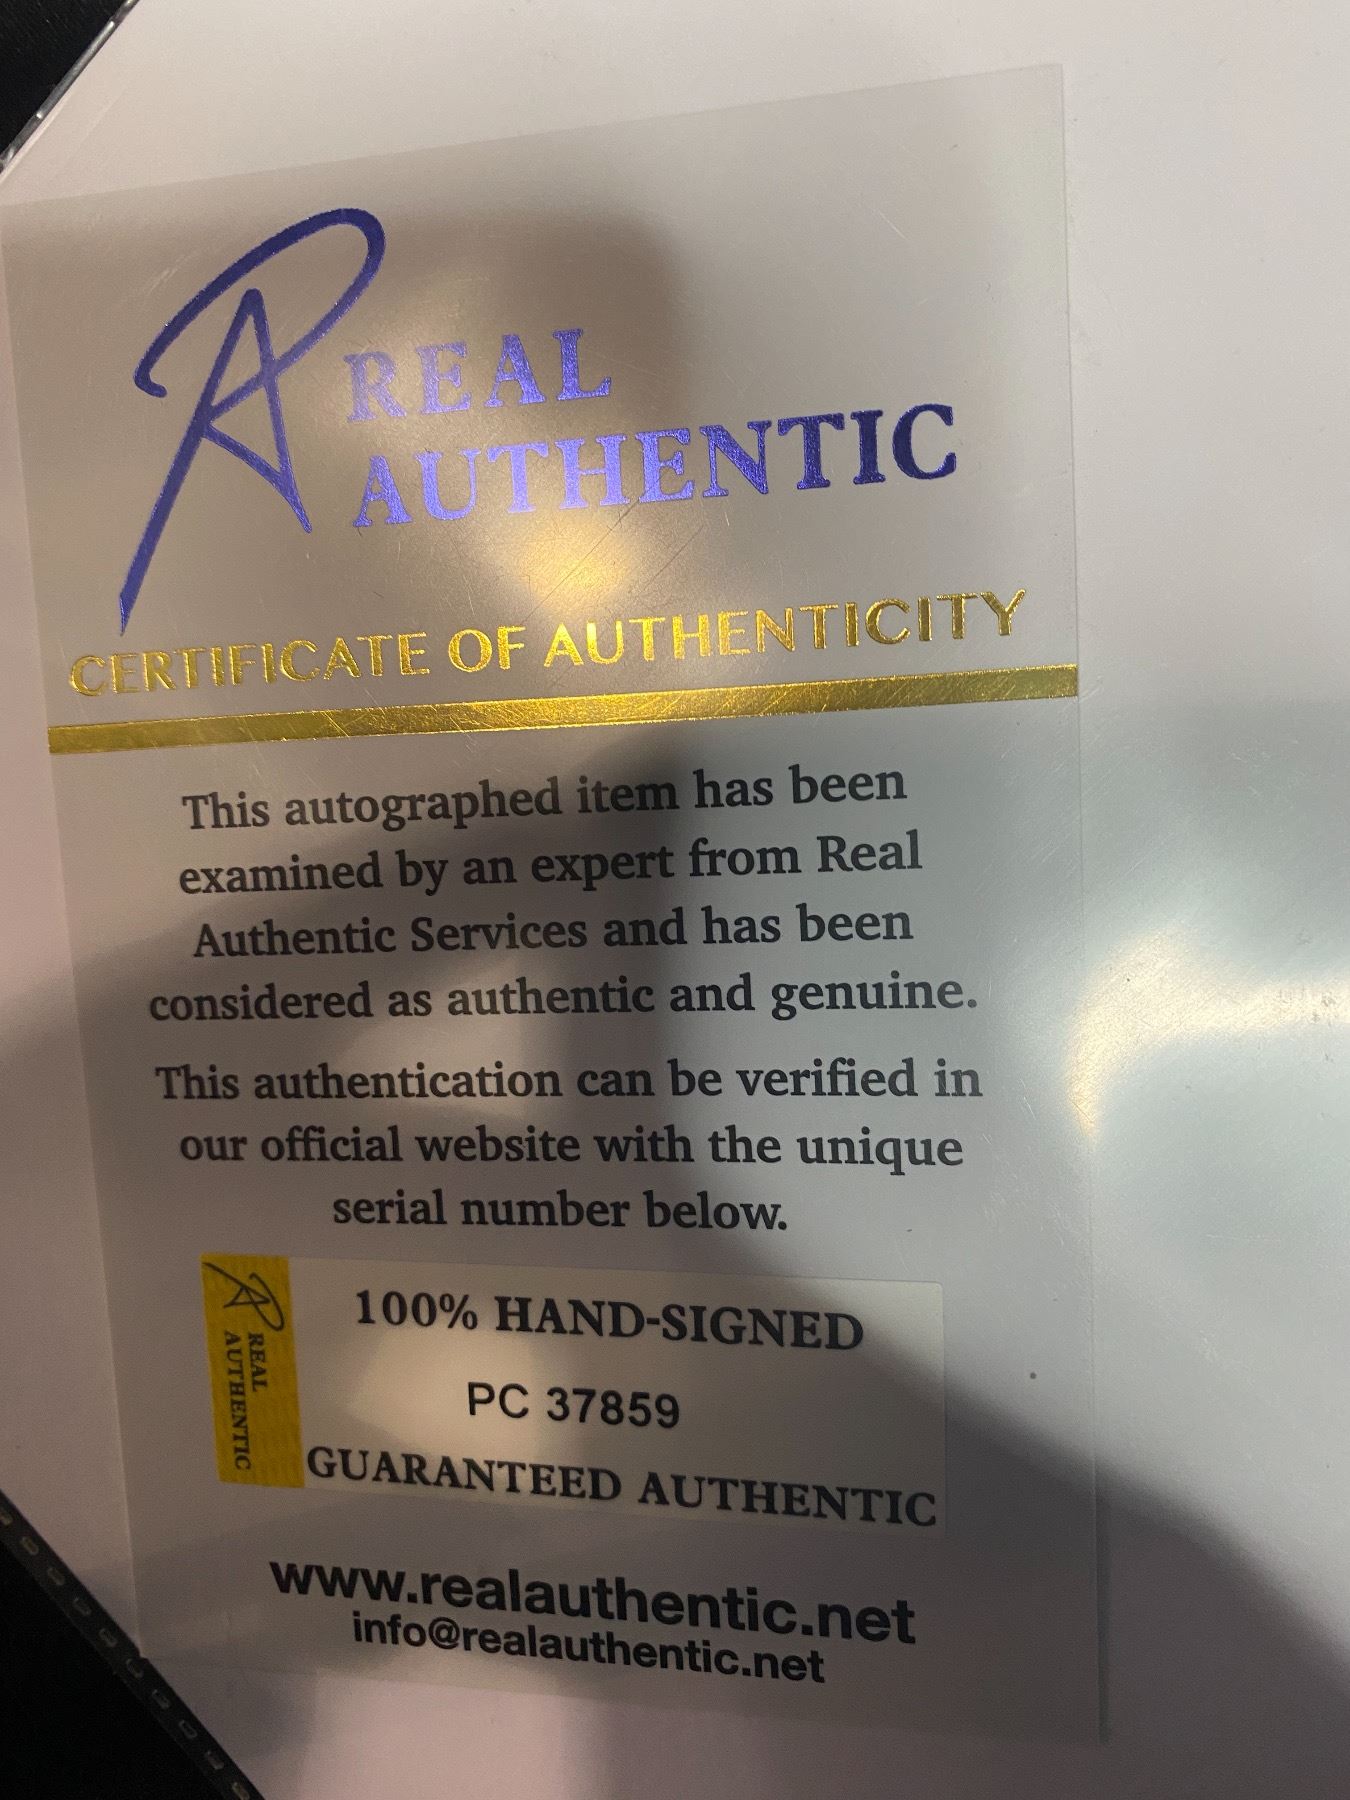 REAL
AUTHENTIC
CERTIFICATE OF AUTHENTICITY
This autographed item has been
examined by an expert from Real
Authentic Services and has been
considered as authentic and genuine.
This authentication can be verified in
our official website with the unique
serial number below.
REAL
AUTHENTIC
100% HAND-SIGNED
PC 37859
GUARANTEED AUTHENTIC
www.realauthentic.net
info@realauthentic.net